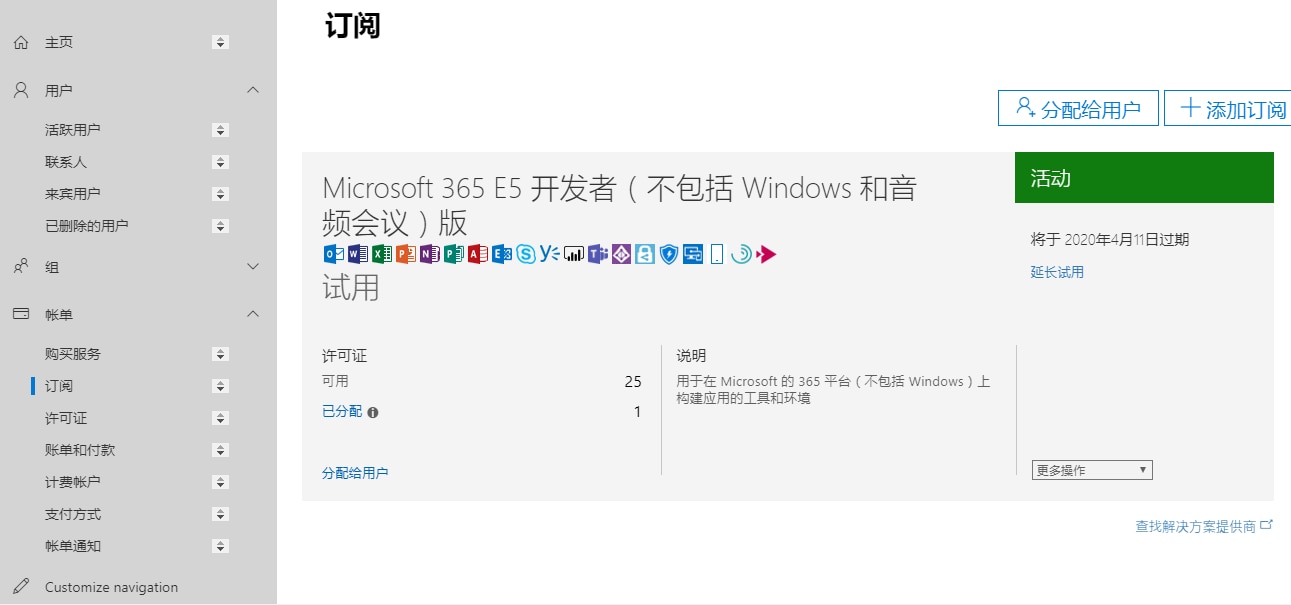 订阅
主页
用户
活跃用户
联系人
来宾用户
已删除的用户
组
帐单
购买服务
订阅
许可证
账单和付款
计费帐户
支付方式
帐单通知
Customize navigation
分配给用户
添加订阅
Microsoft 365 E5 开发者（不包括 Windows 和音
频会议）版
试用
活动
将于 2020年4月11日过期
延长试用
许可证
可用 25
已分配 1
分配给用户
说明
用于在 Microsoft 的 365 平台（不包括 Windows）上
构建应用的工具和环境
更多操作
查找解决方案提供商